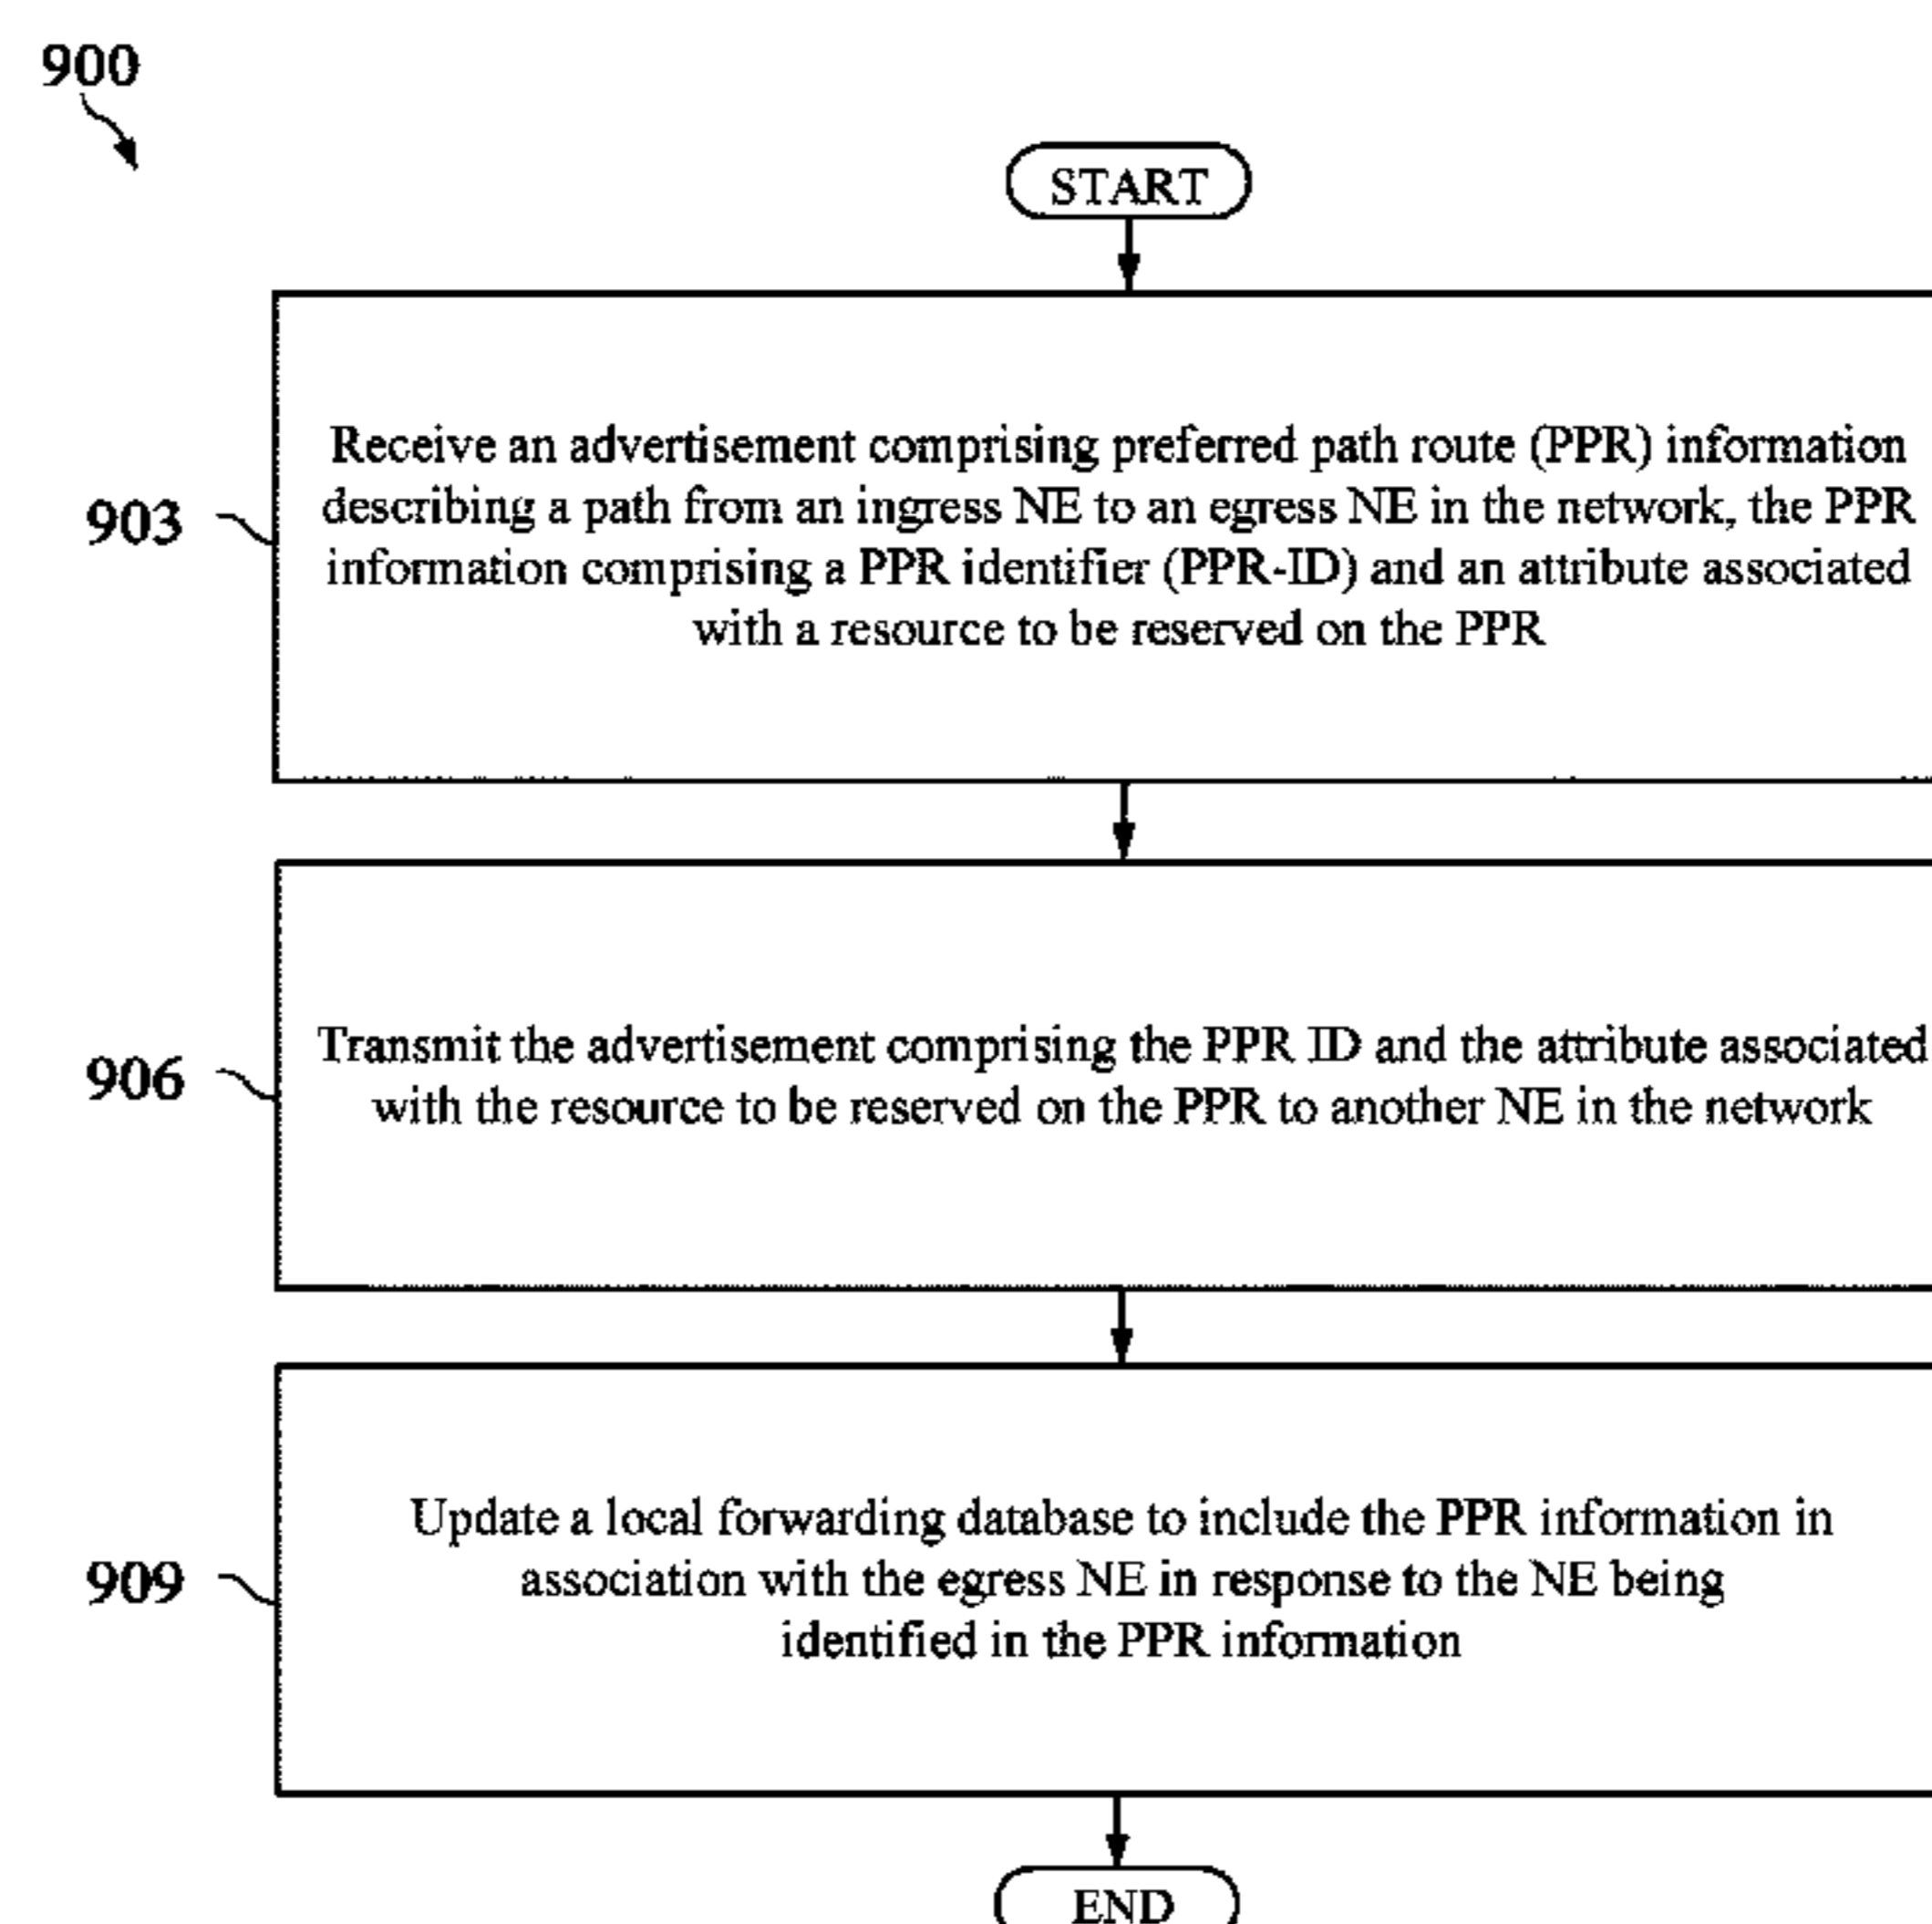 900
START
903
Receive an advertisement comprising preferred path route (PPR) information
describing a path from an ingress NE to an egress NE in the network, the PPR
information comprising a PPR identifier (PPR-ID) and an attribute associated
with a resource to be reserved on the PPR
906
Transmit the advertisement comprising the PPR ID and the attribute associated
with the resource to be reserved on the PPR to another NE in the network
909
Update a local forwarding database to include the PPR information in
association with the egress NE in response to the NE being
identified in the PPR information
END